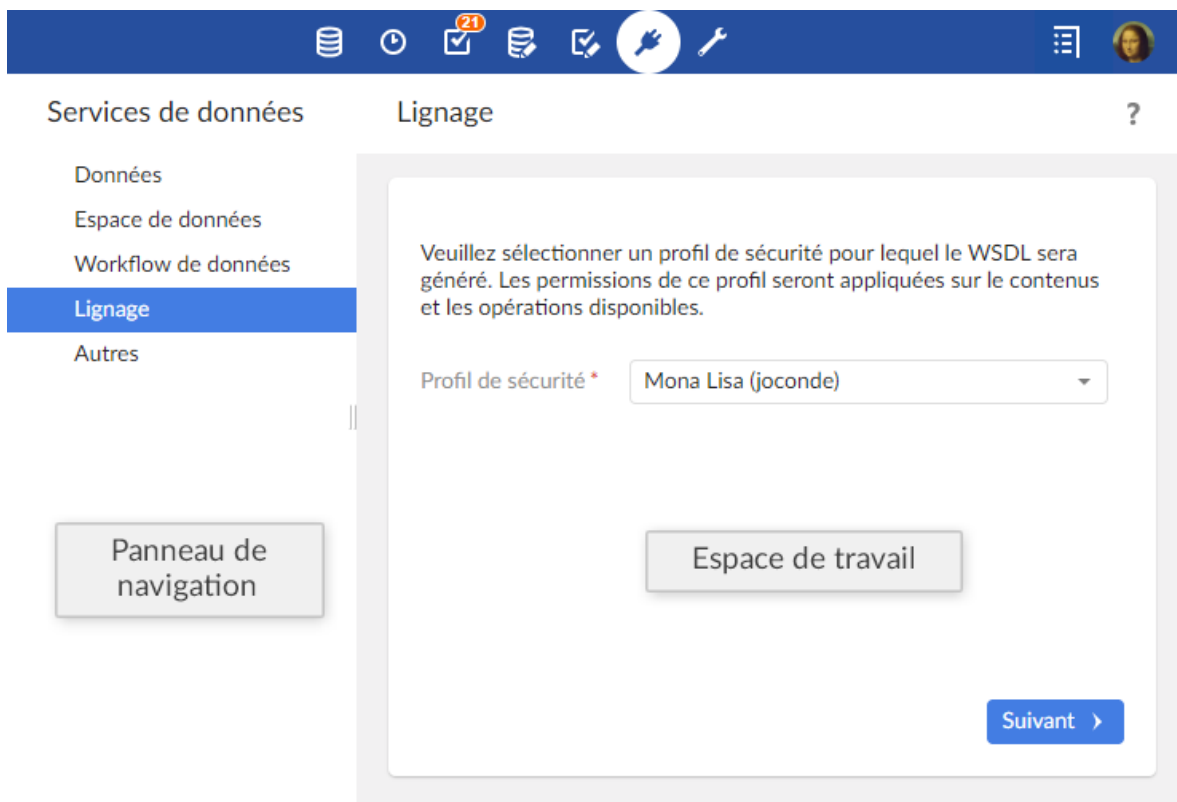 21
Services de données
Lignage
?
Données
Espace de données
Workflow de données
Lignage
Autres
Veuillez sélectionner un profil de sécurité pour lequel le WSDL sera
généré. Les permissions de ce profil seront appliquées sur le contenus
et les opérations disponibles.
Profil de sécurité *
Mona Lisa (joconde)
Panneau de
navigation
Espace de travail
Suivant